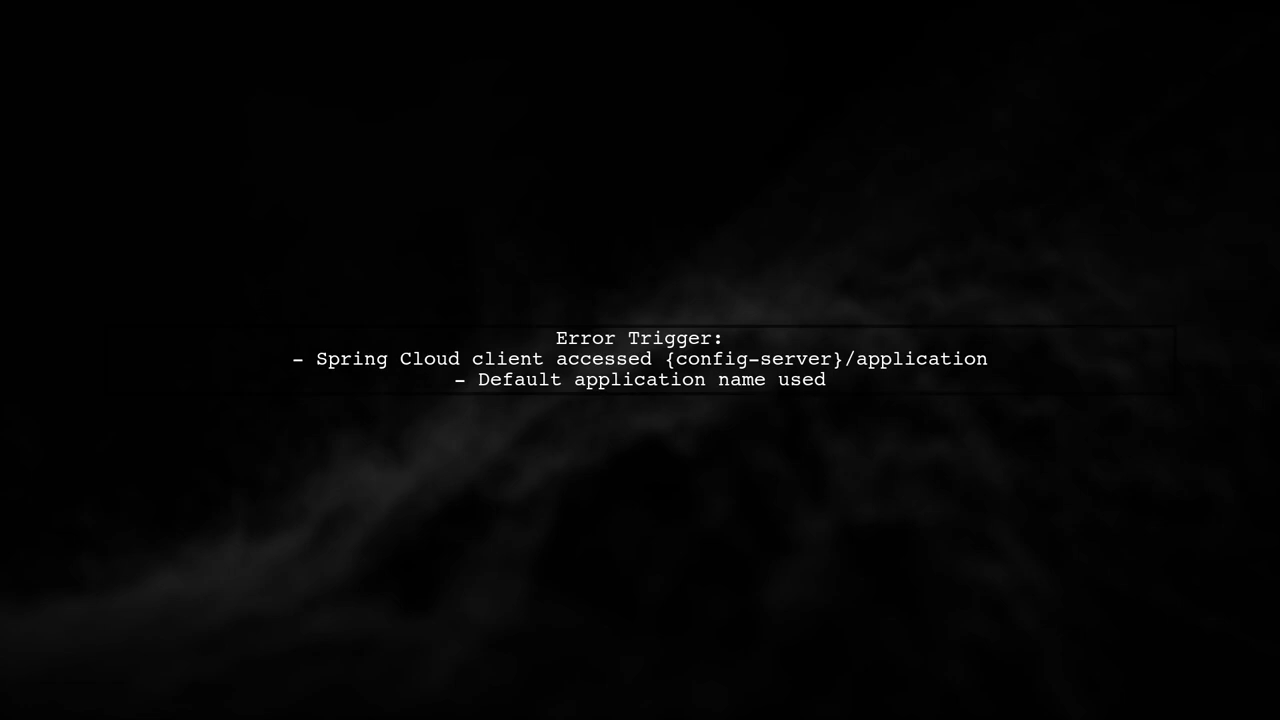 Error Trigger:
- Spring Cloud client accessed {config-server}/application
- Default application name used